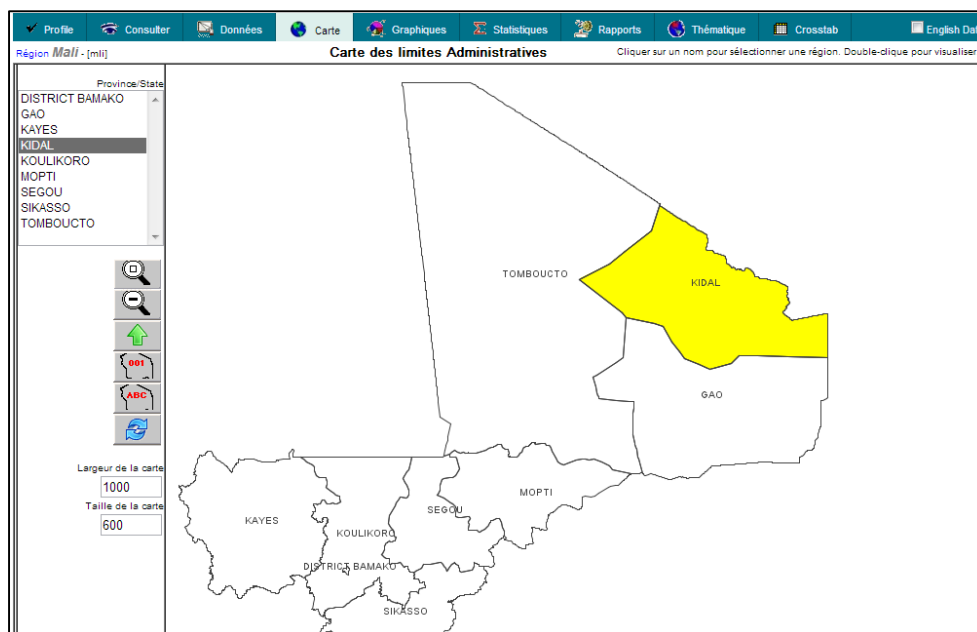 Profile Consulter Données Carte Graphiques Statistiques Rapports Thématique Crosstab English Dat
Région Mali - [mli] Carte des limites Administratives Cliquer sur un nom pour sélectionner une région. Double-clique pour visualiser
Province/State
DISTRICT BAMAKO
GAO
KAYES
KIDAL
KOULIKORO
MOPTI
SEGOU
SIKASSO
TOMBOUCTO
001
ABC
Largeur de la carte
1000
Taille de la carte
600
TOMBOUCTO
KIDAL
GAO
MOPTI
SEGOU
KAYES
KOULIKORO
DISTRICT BAMAKO
SIKASSO